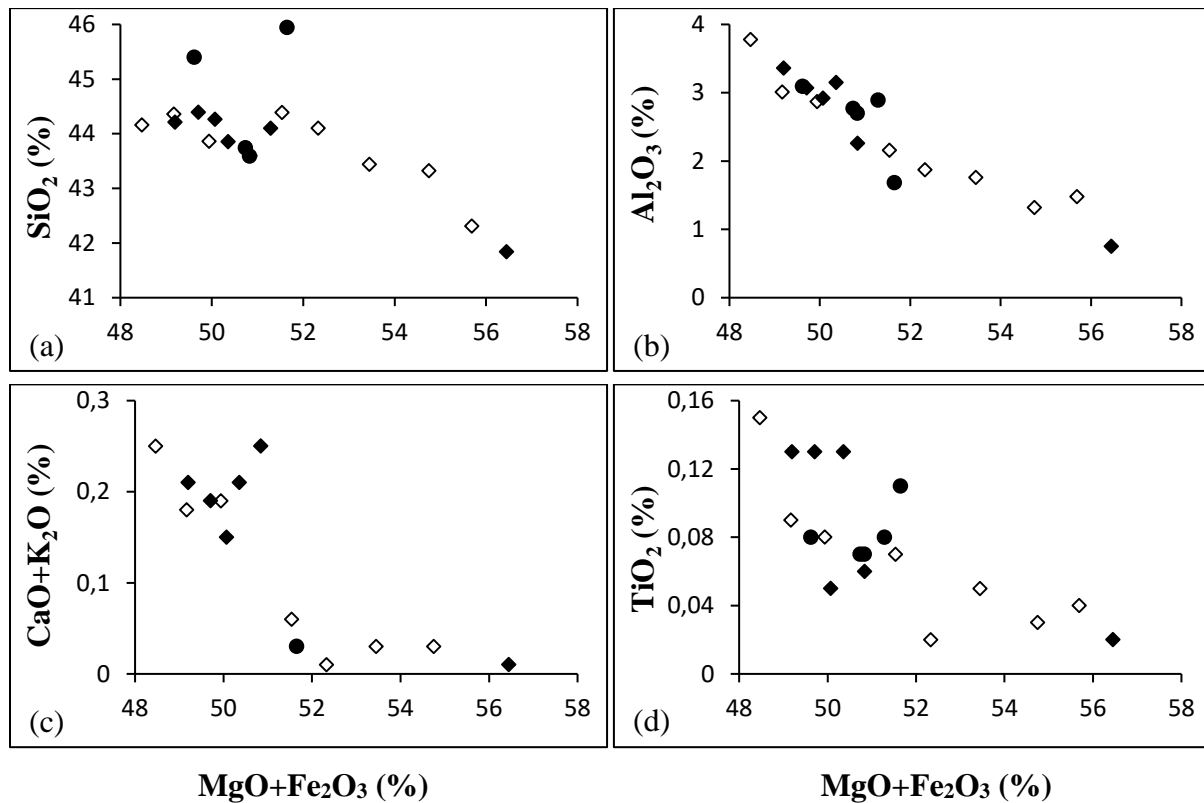 46
45
44
43
42
41
SiO₂ (%)
48 50 52 54 56 58
(a)
4
3
2
1
0
Al₂O₃ (%)
48 50 52 54 56 58
(b)
0,3
0,2
0,1
0
CaO+K₂O (%)
48 50 52 54 56 58
(c)
0,16
0,12
0,08
0,04
0
TiO₂ (%)
48 50 52 54 56 58
(d)
MgO+Fe₂O₃ (%)
MgO+Fe₂O₃ (%)